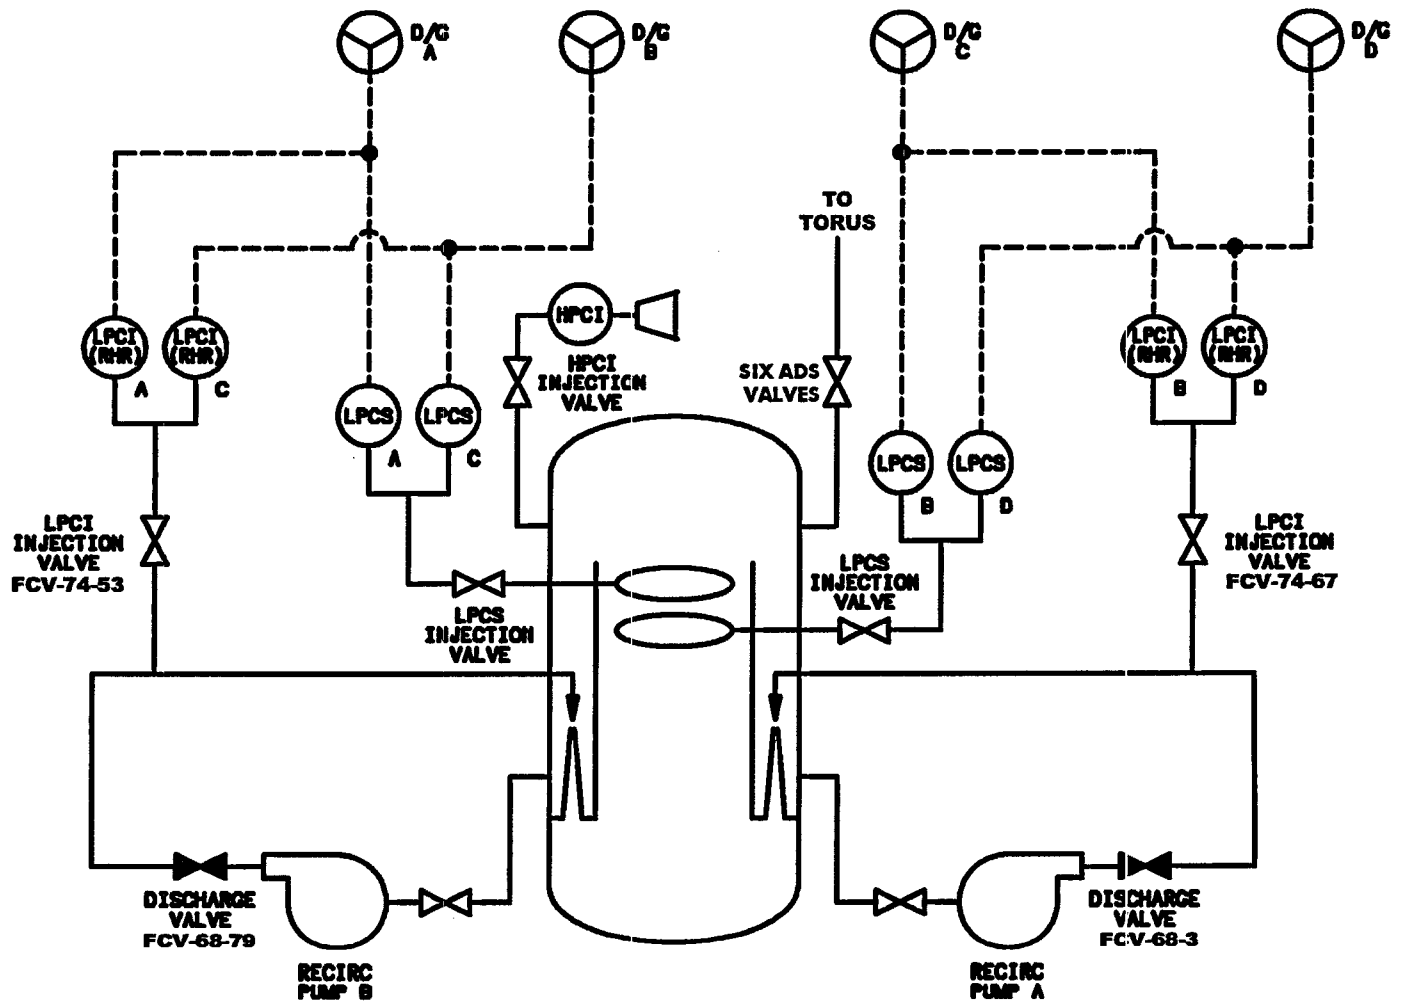 D/G
A
D/G
B
D/G
C
D/G
D
TO
TORUS
HPCI
HPCI
INJECTION
VALVE
SIX ADS
VALVES
LPCI
(RHR)
A
LPCI
(RHR)
C
LPCS
A
LPCS
C
LPCI
(RHR)
B
LPCI
(RHR)
D
LPCS
B
LPCS
D
LPCI
INJECTION
VALVE
FCV-74-53
LPCI
INJECTION
VALVE
FCV-74-67
LPCS
INJECTION
VALVE
LPCS
INJECTION
VALVE
DISCHARGE
VALVE
FCV-68-79
RECIRC
PUMP B
DISCHARGE
VALVE
FCV-68-3
RECIRC
PUMP A